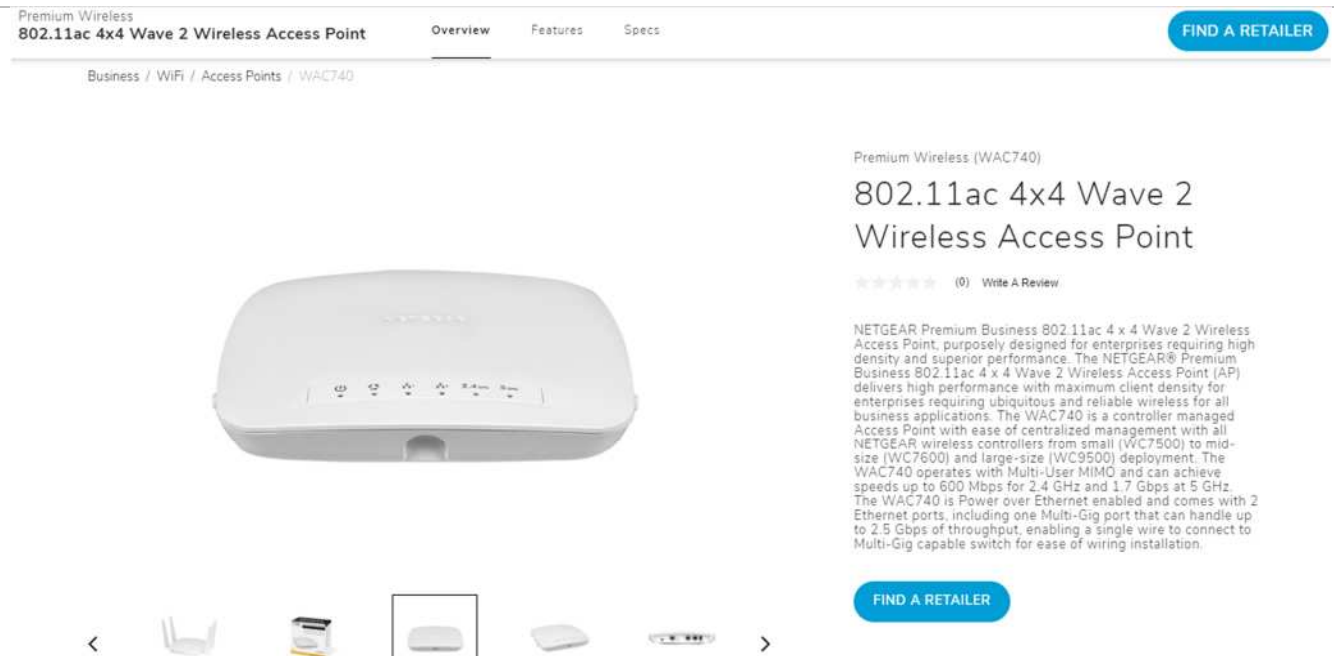 Premium Wireless
802.11ac 4x4 Wave 2 Wireless Access Point
Overview
Features
Specs
FIND A RETAILER
Business / WiFi / Access Points / WAC740
Premium Wireless (WAC740)
802.11ac 4x4 Wave 2
Wireless Access Point
(0) Write A Review
NETGEAR Premium Business 802.11ac 4 x 4 Wave 2 Wireless
Access Point, purposely designed for enterprises requiring high
density and superior performance. The NETGEAR® Premium
Business 802.11ac 4 x 4 Wave 2 Wireless Access Point (AP)
delivers high performance with maximum client density for
enterprises requiring ubiquitous and reliable wireless for all
business applications. The WAC740 is a controller managed
Access Point with ease of centralized management with all
NETGEAR wireless controllers from small (WC7500) to mid-
size (WC7600) and large-size (WC9500) deployment. The
WAC740 operates with Multi-User MIMO and can achieve
speeds up to 600 Mbps for 2.4 GHz and 1.7 Gbps at 5 GHz.
The WAC740 is Power over Ethernet enabled and comes with 2
Ethernet ports, including one Multi-Gig port that can handle up
to 2.5 Gbps of throughput, enabling a single wire to connect to
Multi-Gig capable switch for ease of wiring installation.
FIND A RETAILER